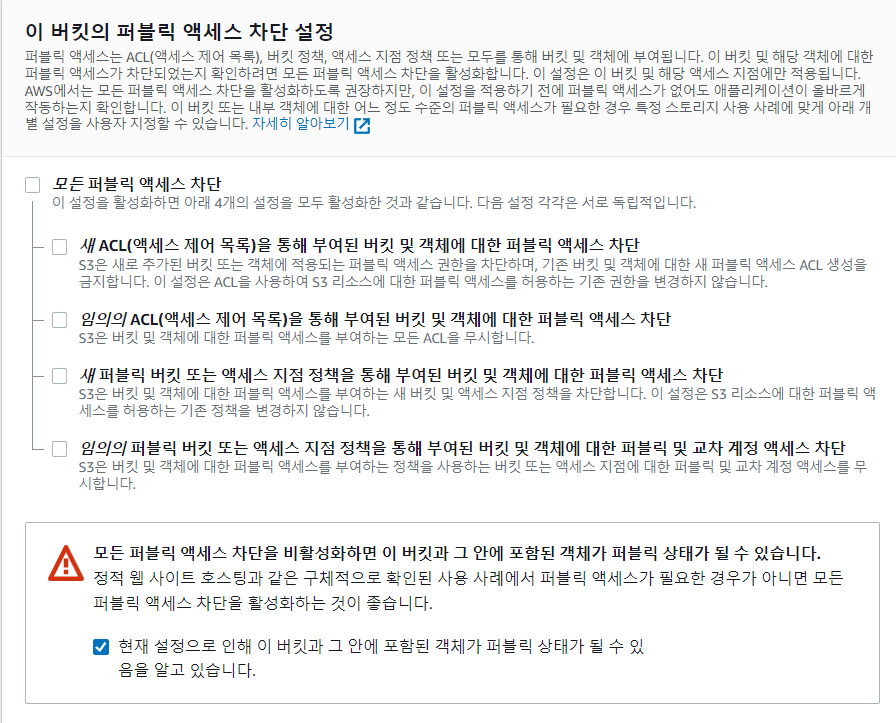 이 버킷의 퍼블릭 액세스 차단 설정
퍼블릭 액세스는 ACL(액세스 제어 목록), 버킷 정책, 액세스 지점 정책 또는 모두를 통해 버킷 및 객체에 부여됩니다. 이 버킷 및 해당 객체에 대한
퍼블릭 액세스가 차단되었는지 확인하려면 모든 퍼블릭 액세스 차단을 활성화합니다. 이 설정은 이 버킷 및 해당 액세스 지점에만 적용됩니다.
AWS에서는 모든 퍼블릭 액세스 차단을 활성화하도록 권장하지만, 이 설정을 적용하기 전에 퍼블릭 액세스가 없어도 애플리케이션이 올바르게
작동하는지 확인합니다. 이 버킷 또는 내부 객체에 대한 어느 정도 수준의 퍼블릭 액세스가 필요한 경우 특정 스토리지 사용 사례에 맞게 아래 개
별 설정을 사용자 지정할 수 있습니다. 자세히 알아보기
모든 퍼블릭 액세스 차단
이 설정을 활성화하면 아래 4개의 설정을 모두 활성화한 것과 같습니다. 다음 설정 각각은 서로 독립적입니다.
새 ACL(액세스 제어 목록)을 통해 부여된 버킷 및 객체에 대한 퍼블릭 액세스 차단
S3은 새로 추가된 버킷 또는 객체에 적용되는 퍼블릭 액세스 권한을 차단하며, 기존 버킷 및 객체에 대한 새 퍼블릭 액세스 ACL 생성을
금지합니다. 이 설정은 ACL을 사용하여 S3 리소스에 대한 퍼블릭 액세스를 허용하는 기존 권한을 변경하지 않습니다.
임의의 ACL(액세스 제어 목록)을 통해 부여된 버킷 및 객체에 대한 퍼블릭 액세스 차단
S3은 버킷 및 객체에 대한 퍼블릭 액세스를 부여하는 모든 ACL을 무시합니다.
새 퍼블릭 버킷 또는 액세스 지점 정책을 통해 부여된 버킷 및 객체에 대한 퍼블릭 액세스 차단
S3은 버킷 및 객체에 대한 퍼블릭 액세스를 부여하는 새 버킷 및 액세스 지점 정책을 차단합니다. 이 설정은 S3 리소스에 대한 퍼블릭 액
세스를 허용하는 기존 정책을 변경하지 않습니다.
임의의 퍼블릭 버킷 또는 액세스 지점 정책을 통해 부여된 버킷 및 객체에 대한 퍼블릭 및 교차 계정 액세스 차단
S3은 버킷 및 객체에 대한 퍼블릭 액세스를 부여하는 정책을 사용하는 버킷 또는 액세스 지점에 대한 퍼블릭 및 교차 계정 액세스를 무
시합니다.
모든 퍼블릭 액세스 차단을 비활성화하면 이 버킷과 그 안에 포함된 객체가 퍼블릭 상태가 될 수 있습니다.
정적 웹 사이트 호스팅과 같은 구체적으로 확인된 사용 사례에서 퍼블릭 액세스가 필요한 경우가 아니면 모든
퍼블릭 액세스 차단을 활성화하는 것이 좋습니다.
현재 설정으로 인해 이 버킷과 그 안에 포함된 객체가 퍼블릭 상태가 될 수 있
음을 알고 있습니다.